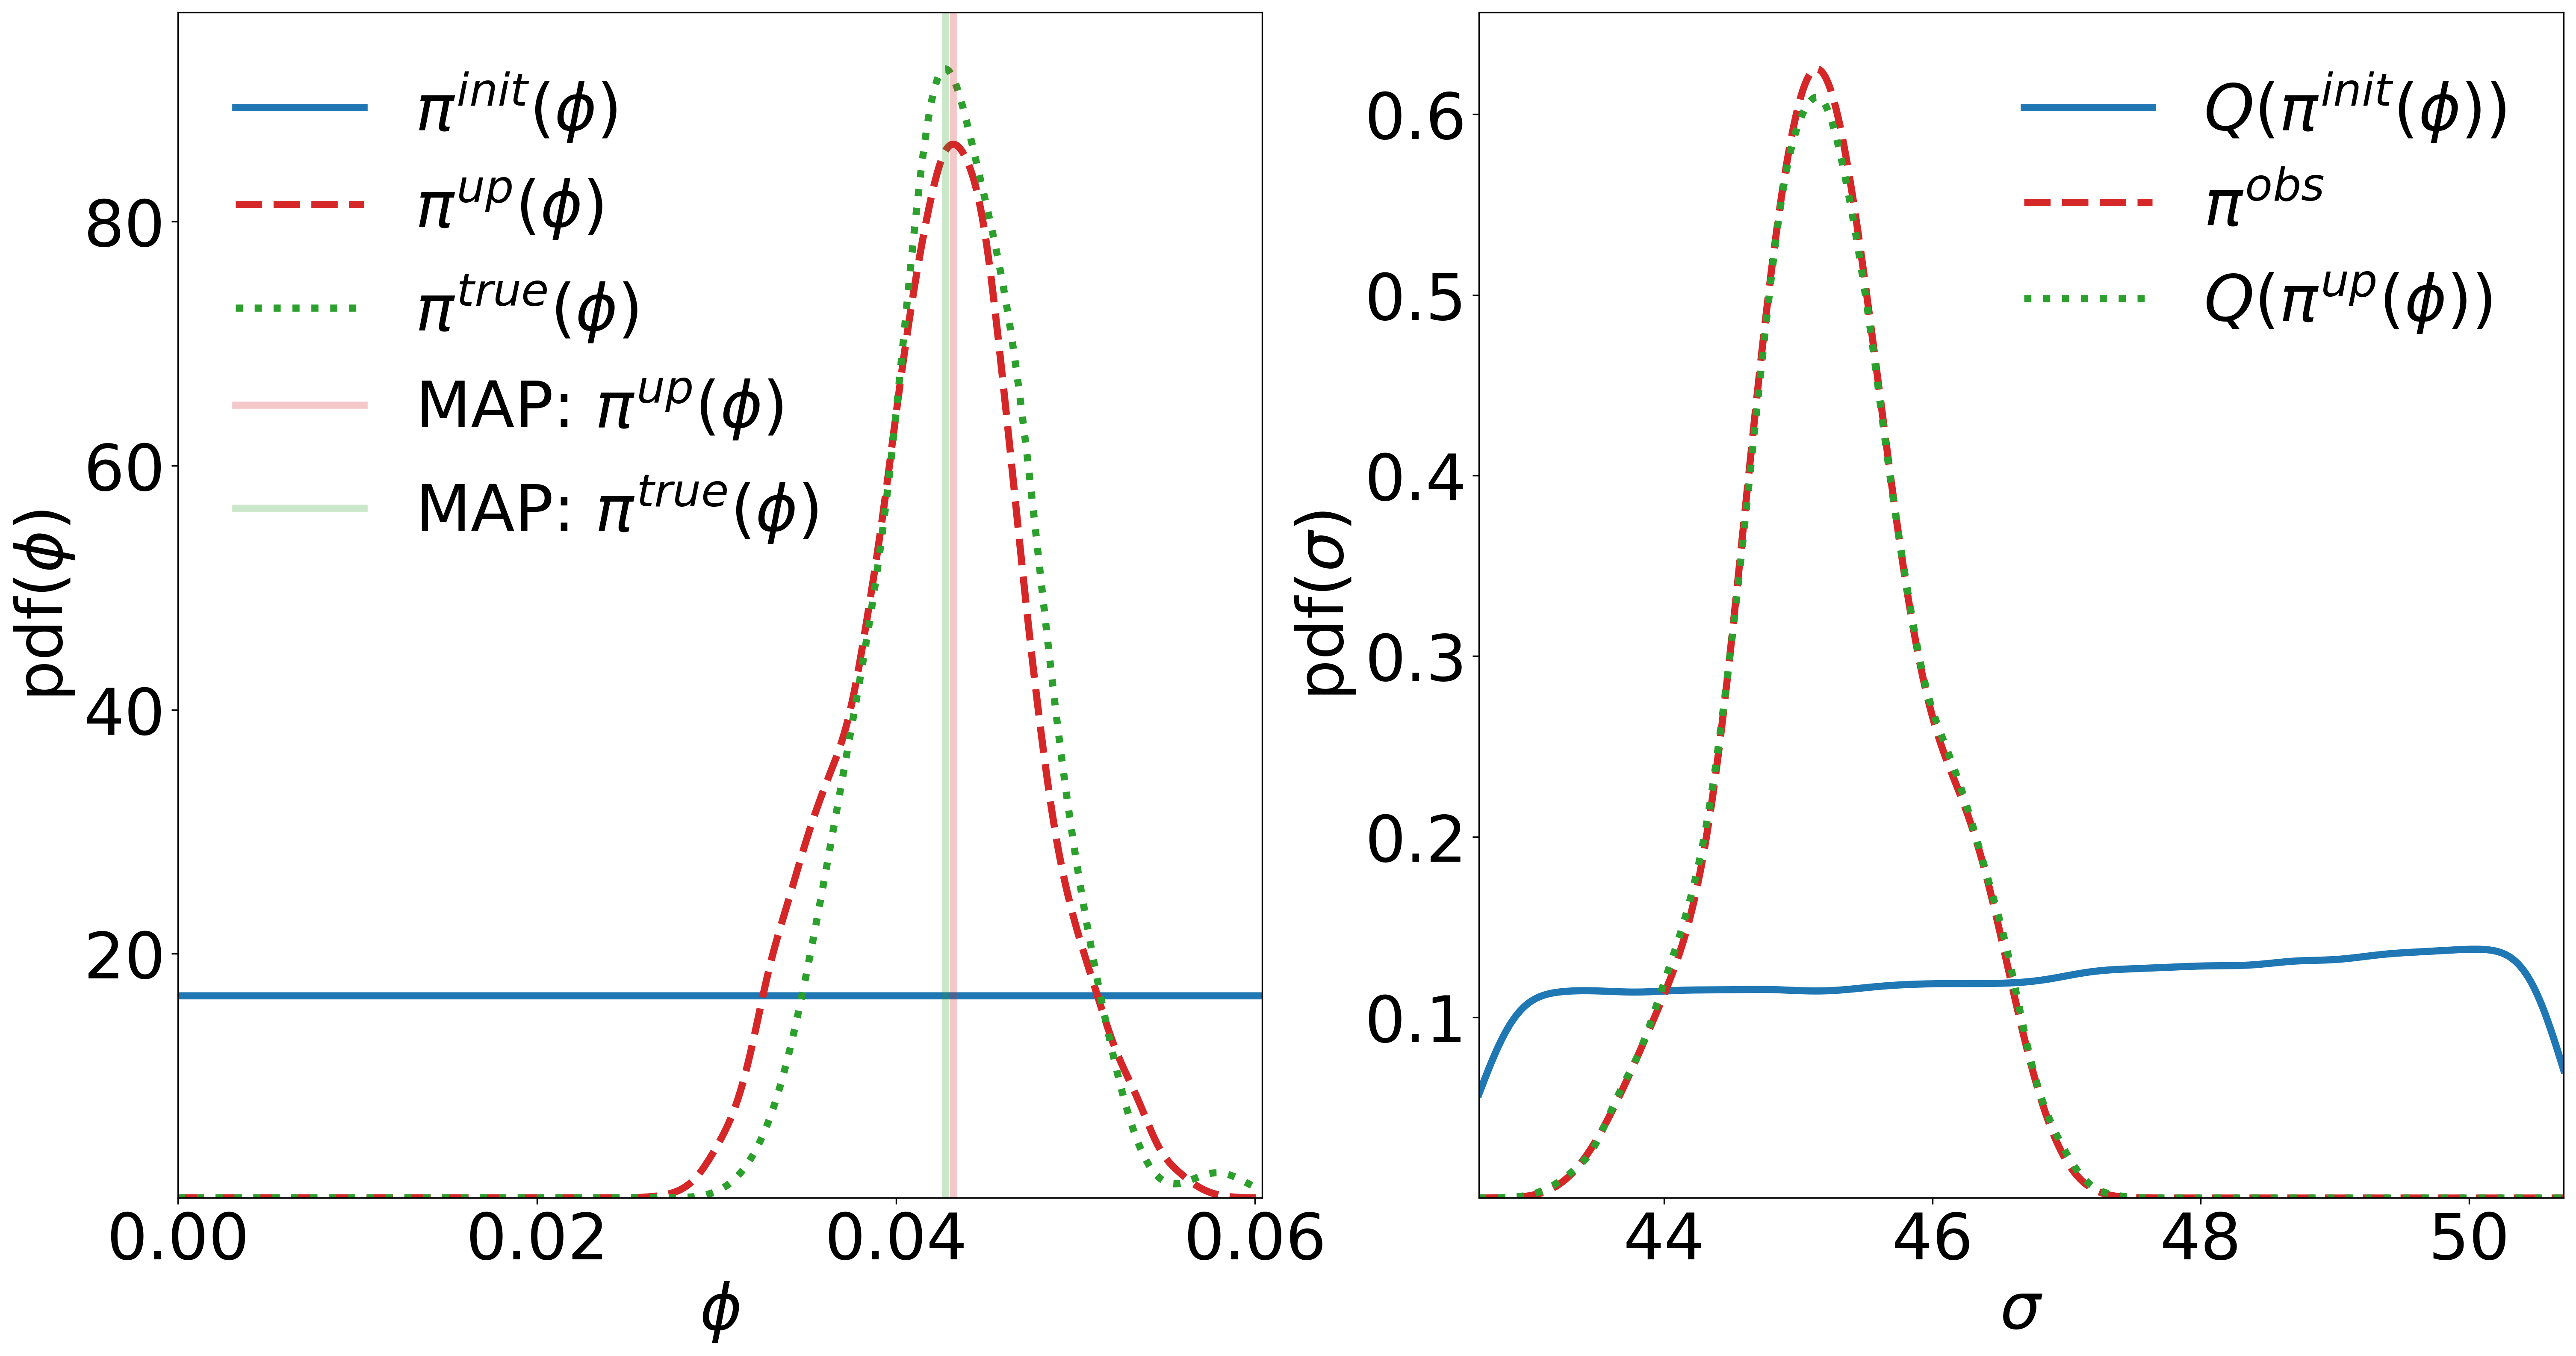 π^{init}(ϕ)
π^{up}(ϕ)
π^{true}(ϕ)
MAP: π^{up}(ϕ)
MAP: π^{true}(ϕ)
80
60
40
20
pdf(ϕ)
0.00 0.02 0.04 0.06
ϕ
Q(π^{init}(ϕ))
π^{obs}
Q(π^{up}(ϕ))
0.6
0.5
0.4
0.3
0.2
0.1
pdf(σ)
44 46 48 50
σ